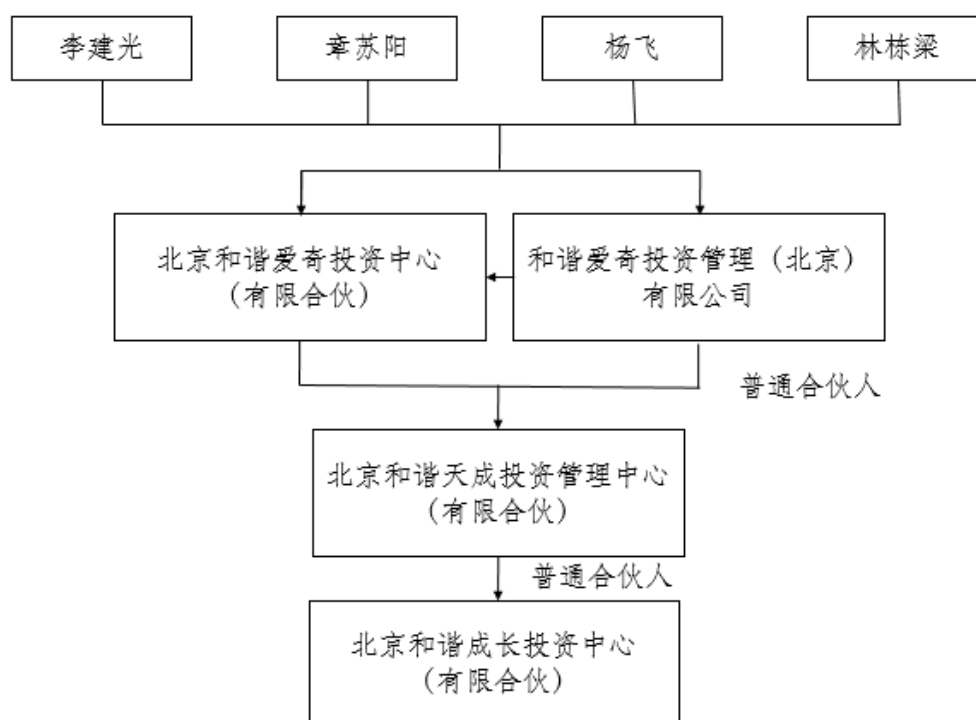 李建光
章苏阳
杨飞
林栋梁
北京和谐爱奇投资中心
（有限合伙）
和谐爱奇投资管理（北京）
有限公司
普通合伙人
北京和谐天成投资管理中心
（有限合伙）
普通合伙人
北京和谐成长投资中心
（有限合伙）